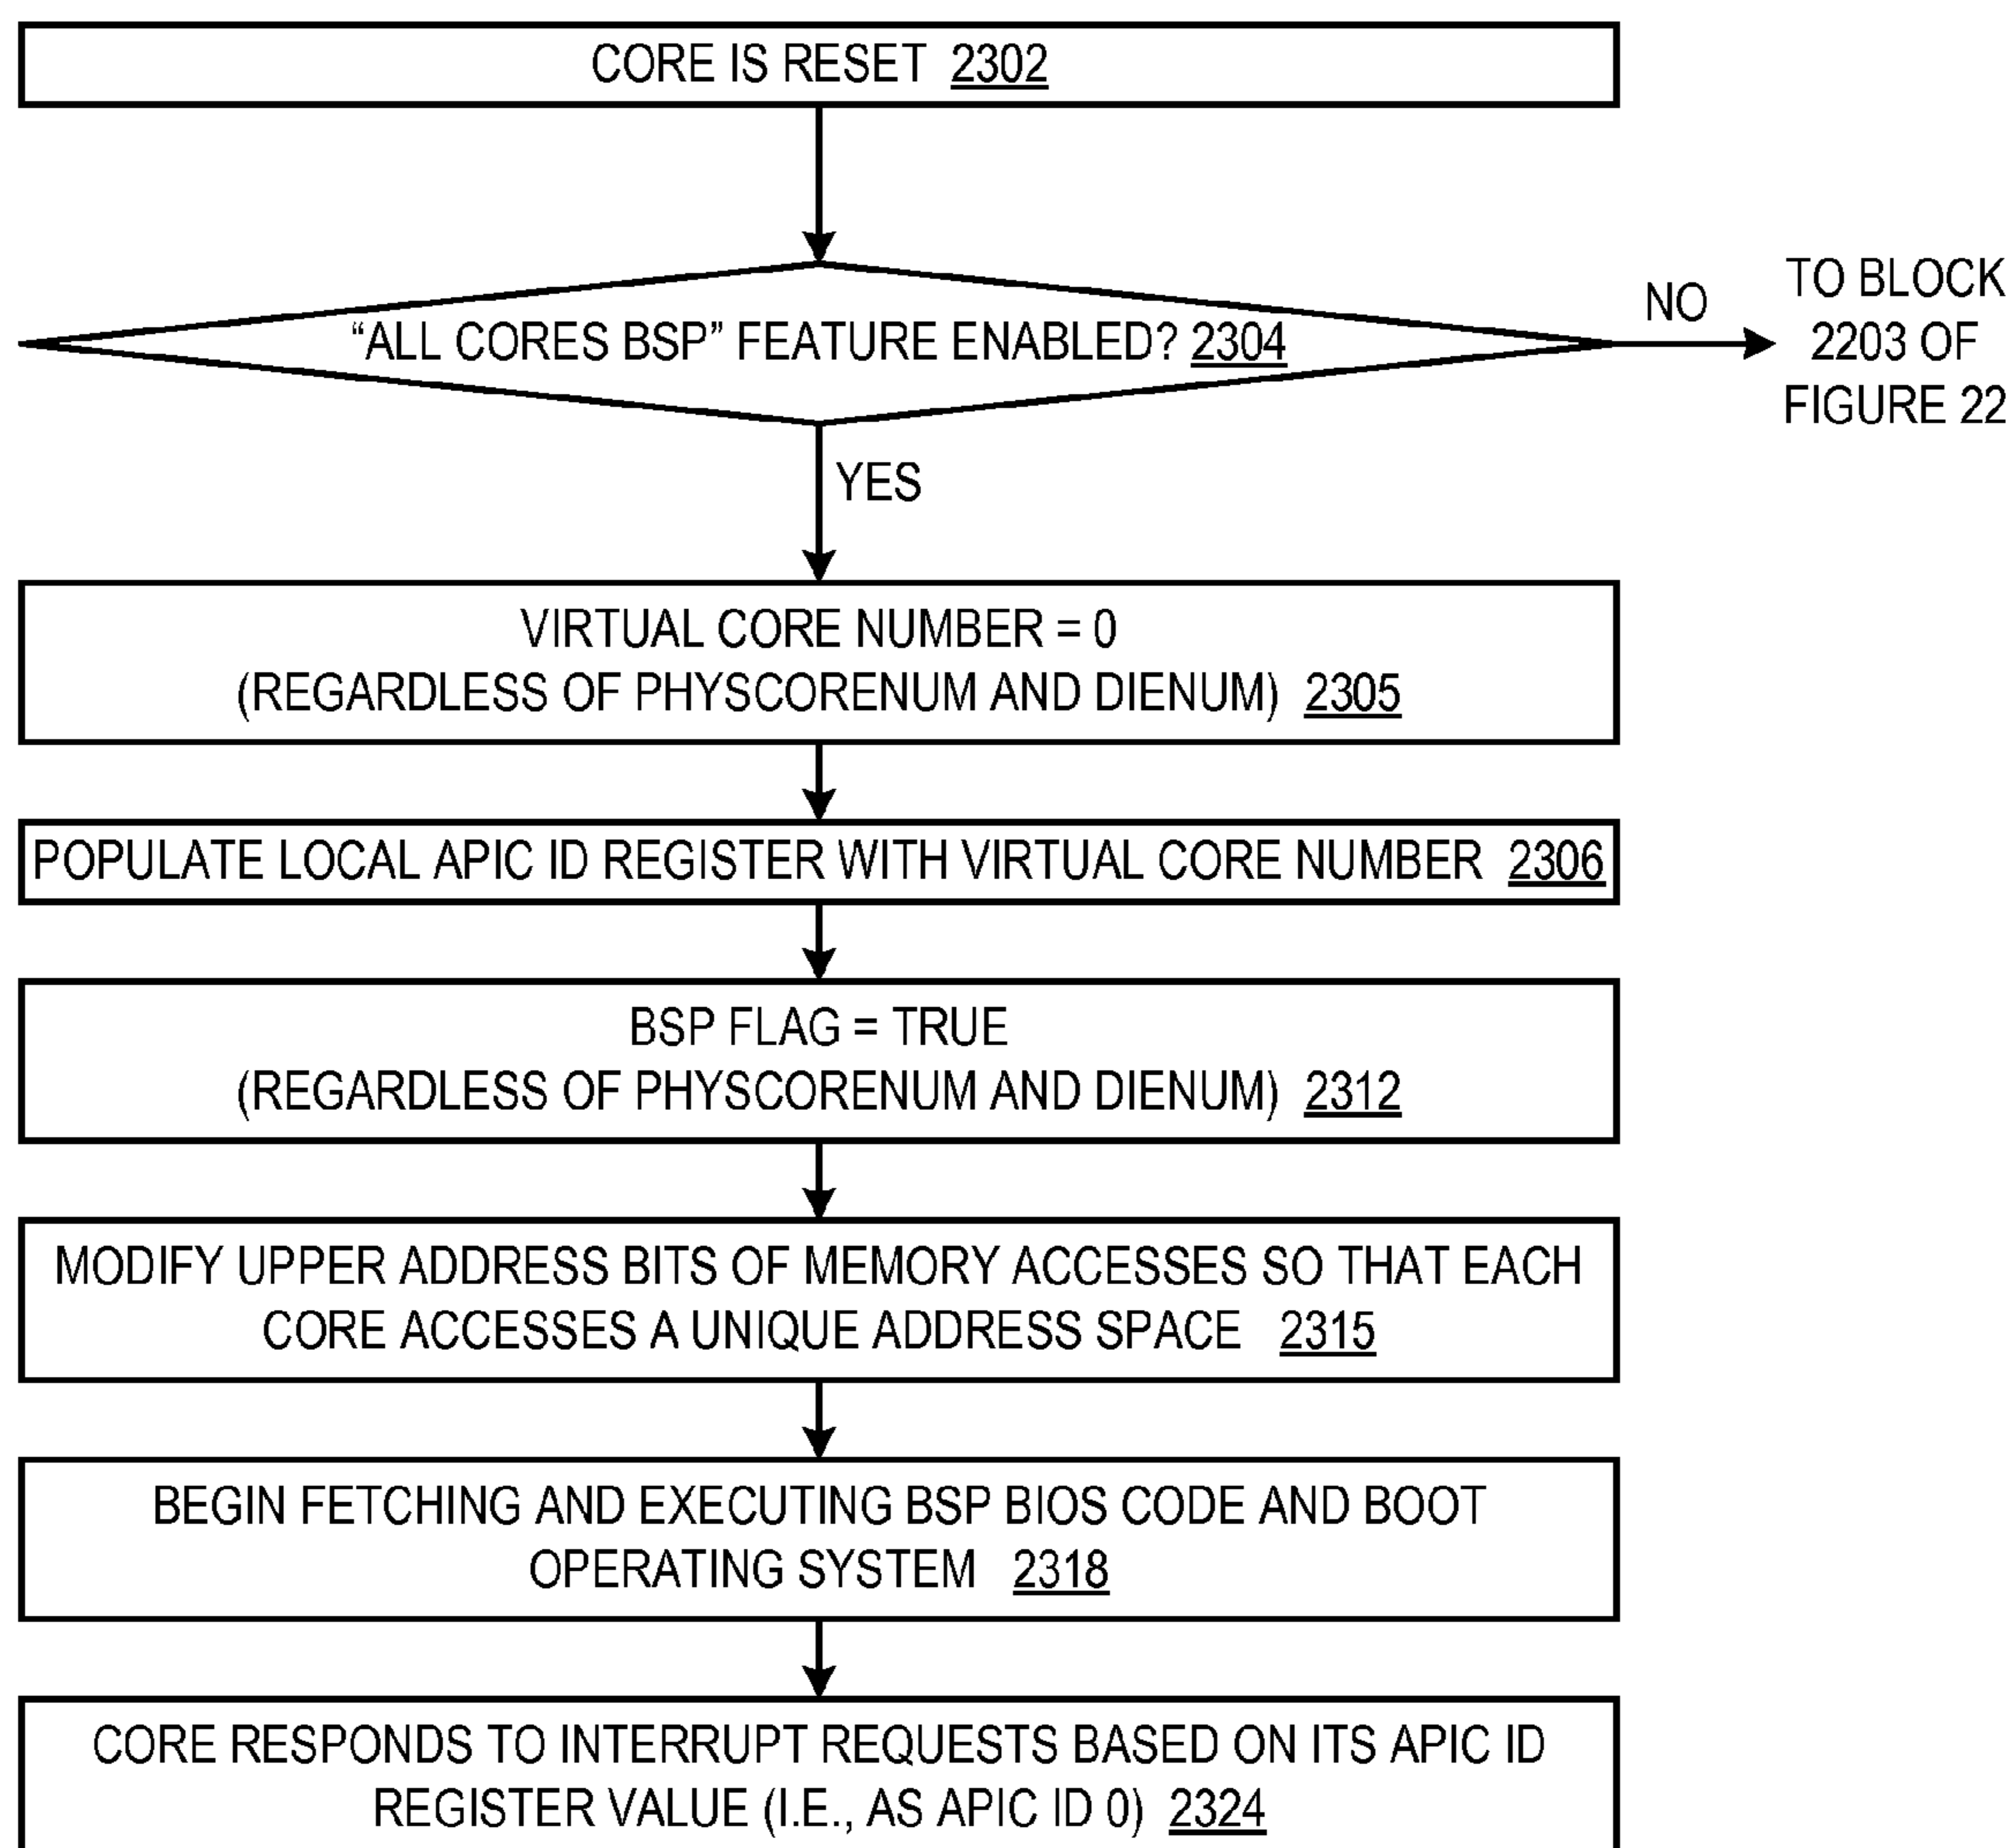 CORE IS RESET 2302
"ALL CORES BSP" FEATURE ENABLED? 2304
NO
TO BLOCK
2203 OF
FIGURE 22
YES
VIRTUAL CORE NUMBER = 0
(REGARDLESS OF PHYSCORENUM AND DIENUM) 2305
POPULATE LOCAL APIC ID REGISTER WITH VIRTUAL CORE NUMBER 2306
BSP FLAG = TRUE
(REGARDLESS OF PHYSCORENUM AND DIENUM) 2312
MODIFY UPPER ADDRESS BITS OF MEMORY ACCESSES SO THAT EACH
CORE ACCESSES A UNIQUE ADDRESS SPACE 2315
BEGIN FETCHING AND EXECUTING BSP BIOS CODE AND BOOT
OPERATING SYSTEM 2318
CORE RESPONDS TO INTERRUPT REQUESTS BASED ON ITS APIC ID
REGISTER VALUE (I.E., AS APIC ID 0) 2324